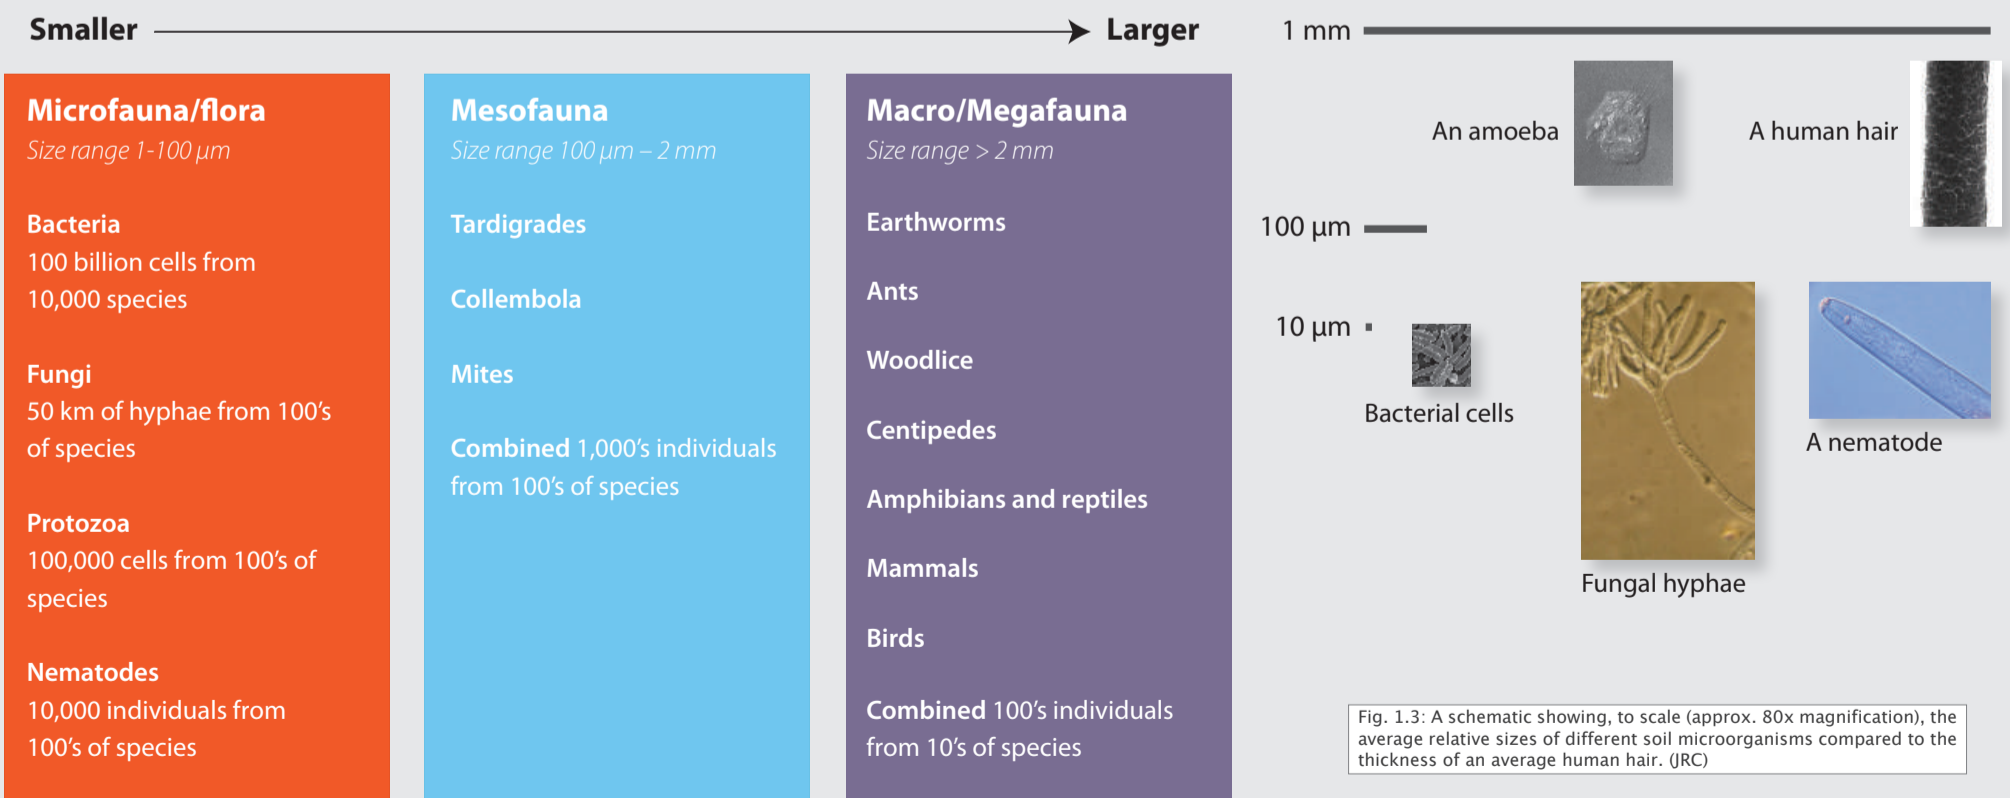 Smaller
Larger
Microfauna/flora
Size range 1-100 µm
Bacteria
100 billion cells from
10,000 species
Fungi
50 km of hyphae from 100’s
of species
Protozoa
100,000 cells from 100’s of
species
Nematodes
10,000 individuals from
100’s of species
Mesofauna
Size range 100 µm – 2 mm
Tardigrades
Collembola
Mites
Combined 1,000’s individuals
from 100’s of species
Macro/Megafauna
Size range > 2 mm
Earthworms
Ants
Woodlice
Centipedes
Amphibians and reptiles
Mammals
Birds
Combined 100’s individuals
from 10’s of species
1 mm
An amoeba
A human hair
100 µm
10 µm
Bacterial cells
A nematode
Fungal hyphae
Fig. 1.3: A schematic showing, to scale (approx. 80x magnification), the
average relative sizes of different soil microorganisms compared to the
thickness of an average human hair. (JRC)